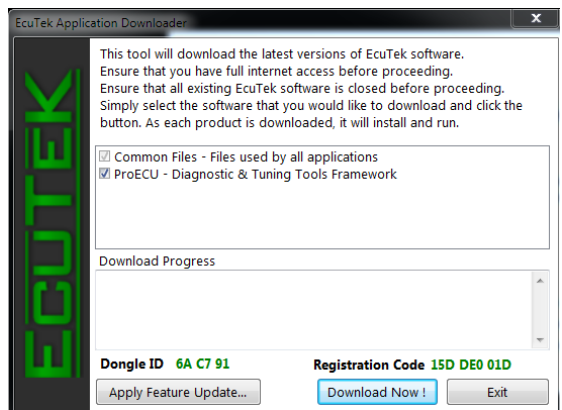 EcuTek Application Downloader
x
ECUTEK
This tool will download the latest versions of EcuTek software.
Ensure that you have full internet access before proceeding.
Ensure that all existing EcuTek software is closed before proceeding.
Simply select the software that you would like to download and click the
button. As each product is downloaded, it will install and run.
Common Files - Files used by all applications
ProECU - Diagnostic & Tuning Tools Framework
Download Progress
Dongle ID 6A C7 91 Registration Code 15D DE0 01D
Apply Feature Update... Download Now ! Exit